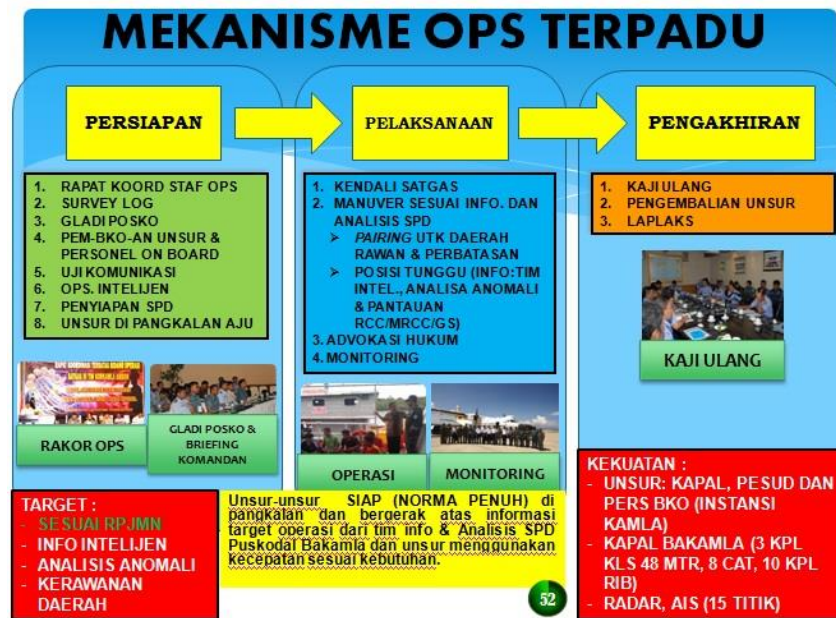 MEKANISME OPS TERPADU
PERSIAPAN
PELAKSANAAN
PENGAKHIRAN
1. RAPAT KOORD STAF OPS
2. SURVEY LOG
3. GLADI POSKO
4. PEM-BKO-AN UNSUR &
PERSONEL ON BOARD
5. UJI KOMUNIKASI
6. OPS. INTELIJEN
7. PENYIAPAN SPD
8. UNSUR DI PANGKALAN AJU
1. KENDALI SATGAS
2. MANUVER SESUAI INFO. DAN
ANALISIS SPD
➢ PAIRING UTK DAERAH
RAWAN & PERBATASAN
➢ POSISI TUNGGU (INFO:TIM
INTEL., ANALISA ANOMALI
& PANTAUAN
RCC/MRCC/GS)
3. ADVOKASI HUKUM
4. MONITORING
1. KAJI ULANG
2. PENGEMBALIAN UNSUR
3. LAPLAKS
RAKOR OPS
GLADI POSKO &
BRIEFING
KOMANDAN
OPERASI
MONITORING
KAJI ULANG
TARGET :
- SESUAI RPJMN
- INFO INTELIJEN
- ANALISIS ANOMALI
- KERAWANAN
DAERAH
Unsur-unsur SIAP (NORMA PENUH) di
pangkalan dan bergerak atas informasi
target operasi dari tim info & Analisis SPD
Puskodal Bakamla dan unsur menggunakan
kecepatan sesuai kebutuhan.
52
KEKUATAN :
- UNSUR: KAPAL, PESUD DAN
PERS BKO (INSTANSI
KAMLA)
- KAPAL BAKAMLA (3 KPL
KLS 48 MTR, 8 CAT, 10 KPL
RIB)
- RADAR, AIS (15 TITIK)